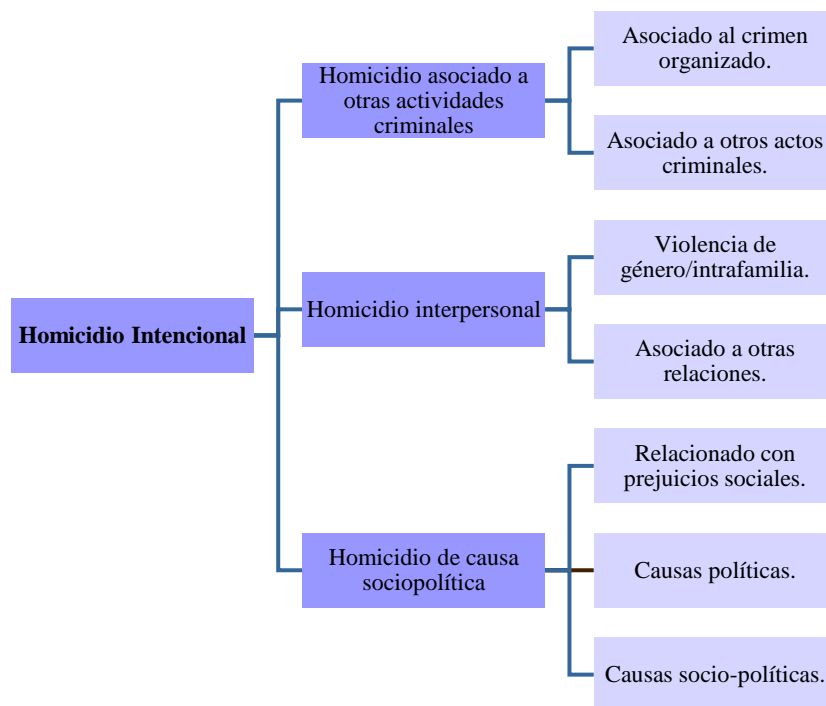 Homicidio Intencional
Homicidio asociado a
otras actividades
criminales
Asociado al crimen
organizado.
Asociado a otros actos
criminales.
Homicidio interpersonal
Violencia de
género/intrafamilia.
Asociado a otras
relaciones.
Homicidio de causa
sociopolítica
Relacionado con
prejuicios sociales.
Causas políticas.
Causas socio-políticas.